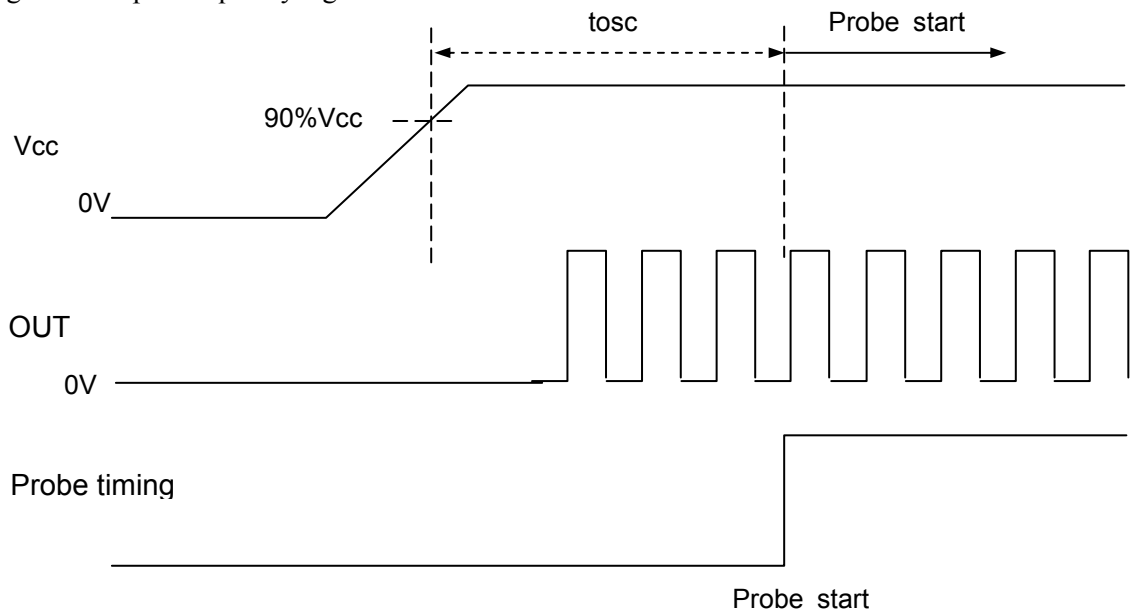 tosc
Probe start
90%Vcc
Vcc
0V
OUT
0V
Probe timing
Probe start